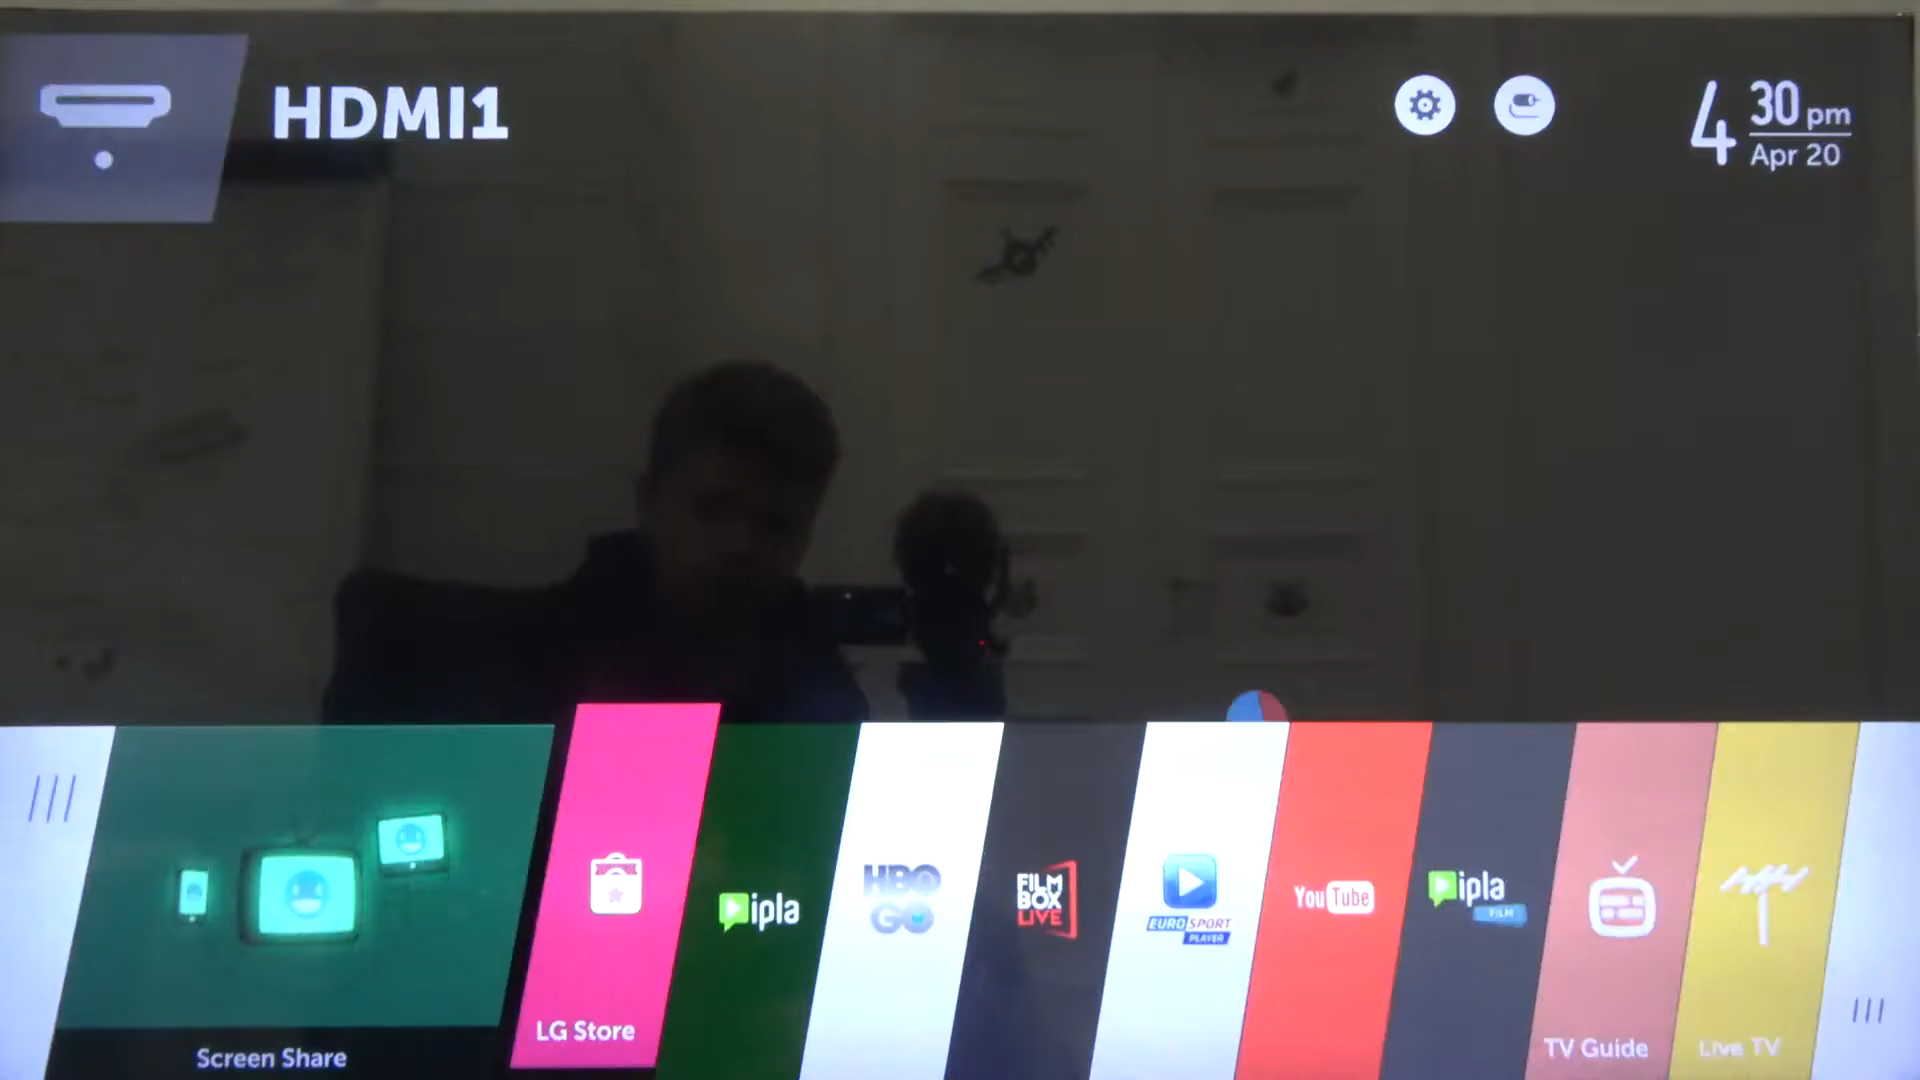 HDMI1
4 30 pm
Apr 20
Screen Share
LG Store
ipla
HBO
GO
FILM
BOX
LIVE
EUROSPORT
PLAYER
YouTube
ipla
FILM
TV Guide
Live TV